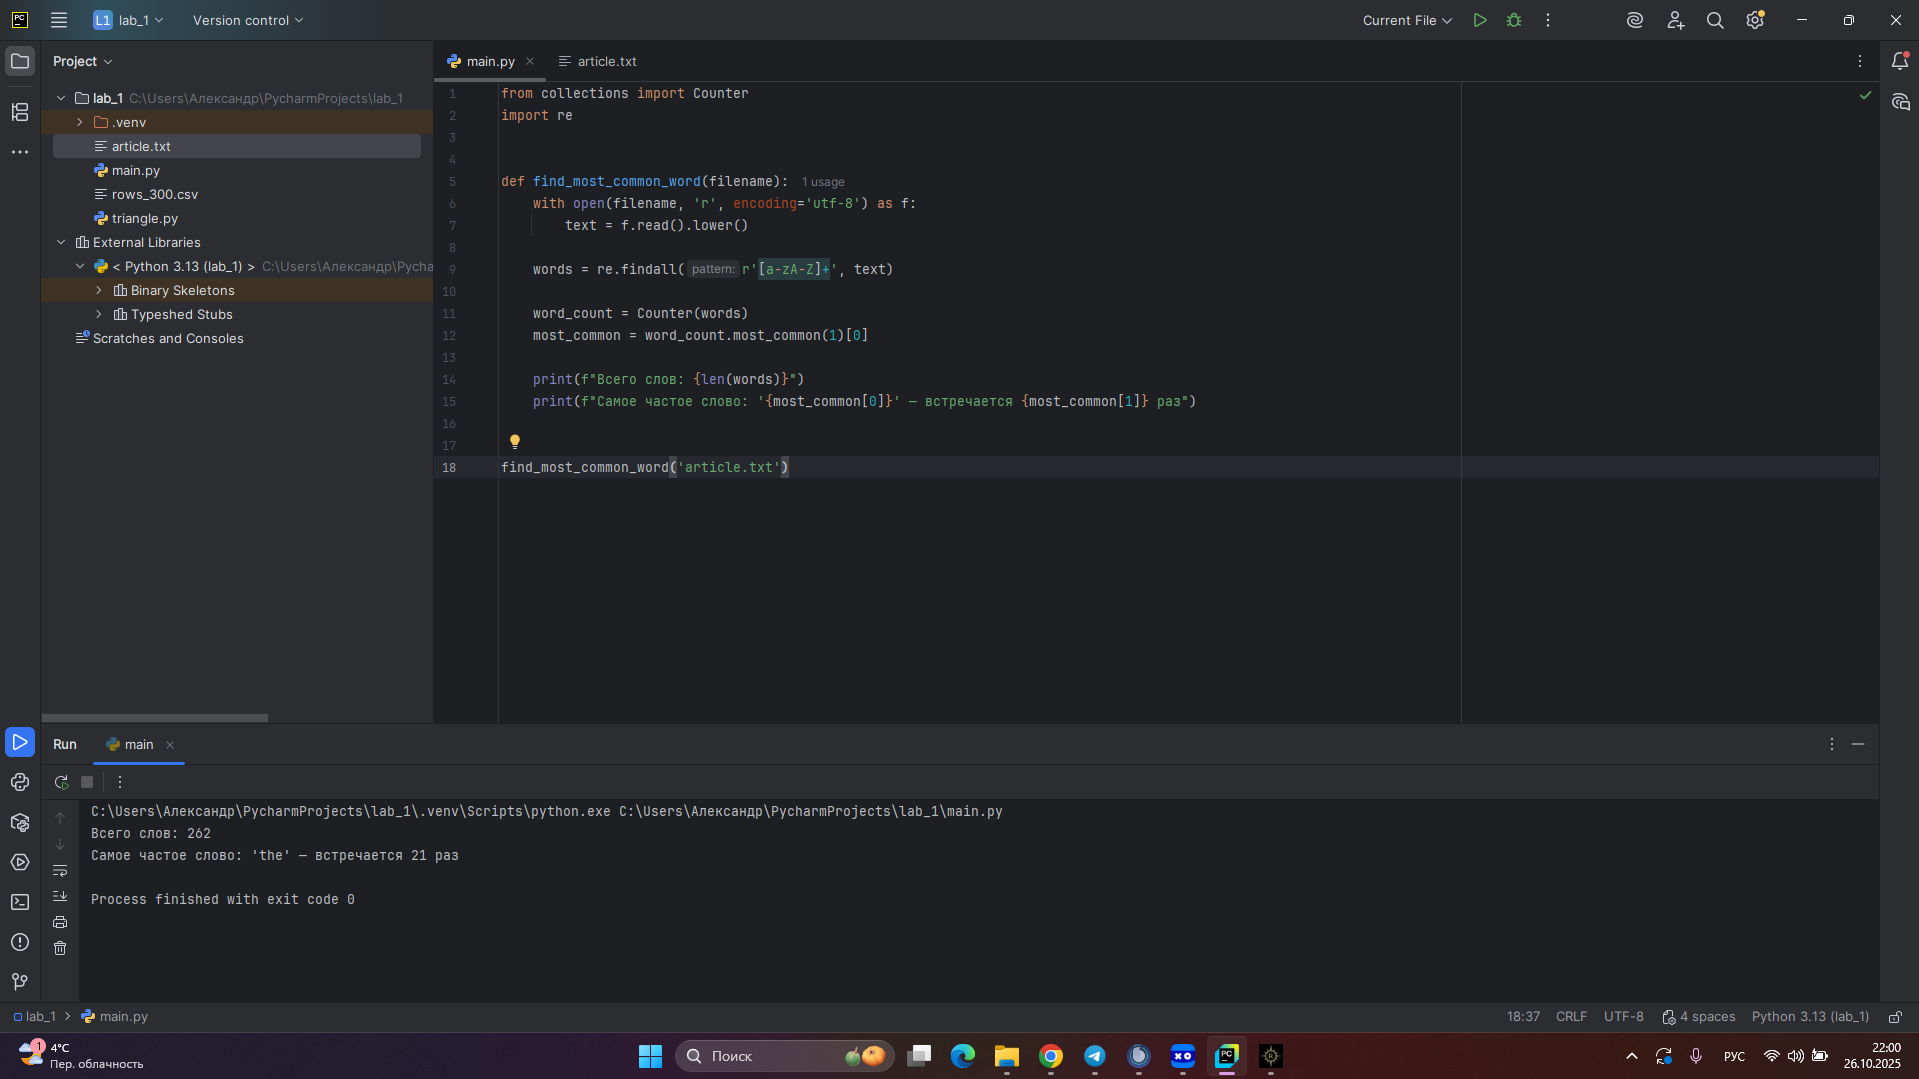 PC L1 lab_1 Version control Current File
Project
main.py article.txt
lab_1 C:\Users\Александр\PycharmProjects\lab_1
.venv
article.txt
main.py
rows_300.csv
triangle.py
External Libraries
< Python 3.13 (lab_1) > C:\Users\Александр\Pycha
Binary Skeletons
Typeshed Stubs
Scratches and Consoles
1 from collections import Counter
2 import re
3
4
5 def find_most_common_word(filename): 1 usage
6 with open(filename, 'r', encoding='utf-8') as f:
7 text = f.read().lower()
8
9 words = re.findall( pattern: r'[a-zA-Z]+', text)
10
11 word_count = Counter(words)
12 most_common = word_count.most_common(1)[0]
13
14 print(f"Всего слов: {len(words)}")
15 print(f"Самое частое слово: '{most_common[0]}' — встречается {most_common[1]} раз")
16
17
18 find_most_common_word('article.txt')
Run main
C:\Users\Александр\PycharmProjects\lab_1\.venv\Scripts\python.exe C:\Users\Александр\PycharmProjects\lab_1\main.py
Всего слов: 262
Самое частое слово: 'the' — встречается 21 раз
Process finished with exit code 0
lab_1 > main.py 18:37 CRLF UTF-8 4 spaces Python 3.13 (lab_1)
1 4°C
Пер. облачность
Поиск
PC
РУС
22:00
26.10.2025